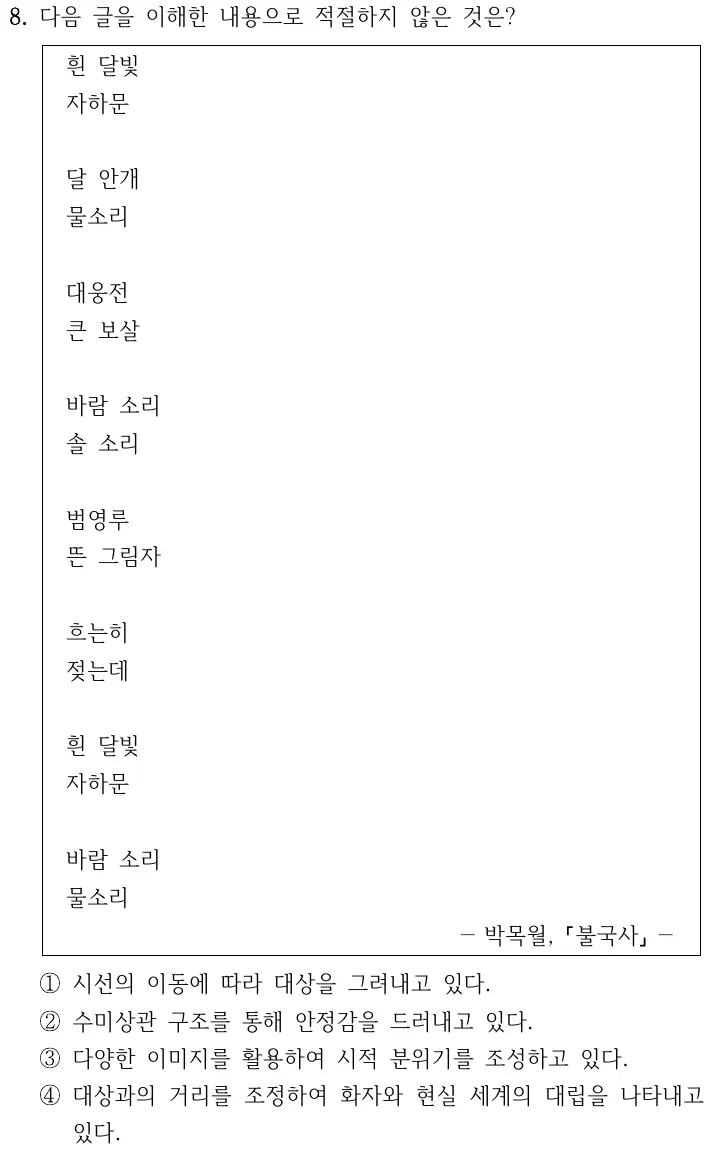 8. 다음 글을 이해한 내용으로 적절하지 않은 것은?
흰 달빛
자하문
달 안개
물소리
대웅전
큰 보살
바람 소리
솔 소리
범영루
뜬 그림자
흐는히
젖는데
흰 달빛
자하문
바람 소리
물소리
- 박목월, 「불국사」 -
① 시선의 이동에 따라 대상을 그려내고 있다.
② 수미상관 구조를 통해 안정감을 드러내고 있다.
③ 다양한 이미지를 활용하여 시적 분위기를 조성하고 있다.
④ 대상과의 거리를 조정하여 화자와 현실 세계의 대립을 나타내고
있다.